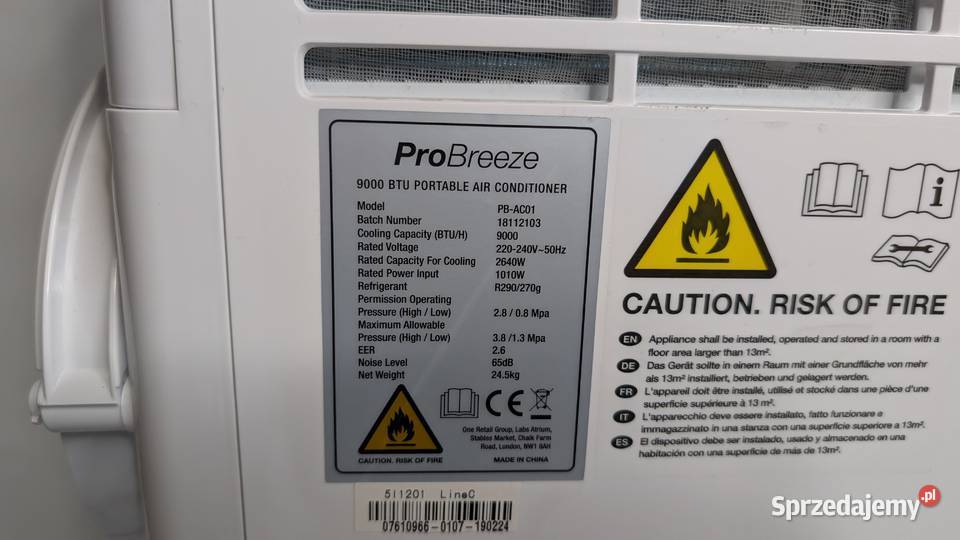 ProBreeze
9000 BTU PORTABLE AIR CONDITIONER
Model PB-AC01
Batch Number 18112103
Cooling Capacity (BTU/H) 9000
Rated Voltage 220-240V~50Hz
Rated Capacity For Cooling 2640W
Rated Power Input 1010W
Refrigerant R290/270g
Permission Operating
Pressure (High / Low) 2.8 / 0.8 Mpa
Maximum Allowable
Pressure (High / Low) 3.8 /1.3 Mpa
EER 2.6
Noise Level 65dB
Net Weight 24.5kg
CE
One Retail Group, Labs Atrium,
Stables Market, Chalk Farm
Road, London, NW1 8AH
CAUTION. RISK OF FIRE
MADE IN CHINA
511201 LineC
07610966-0107-190224
CAUTION. RISK OF FIRE
EN Appliance shall be installed, operated and stored in a room with a
floor area larger than 13m².
DE Das Gerät sollte in einem Raum mit einer Grundfläche von mehr
als 13m² installiert, betrieben und gelagert werden.
FR L'appareil doit être installé, utilisé et stocké dans une pièce d'une
superficie supérieure à 13 m².
IT L'apparecchio deve essere installato, fatto funzionare e
immagazzinato in una stanza con una superficie superiore a 13m².
ES El dispositivo debe ser instalado, usado y almacenado en una
habitación con una superficie de más de 13m².
Sprzedajemy.pl